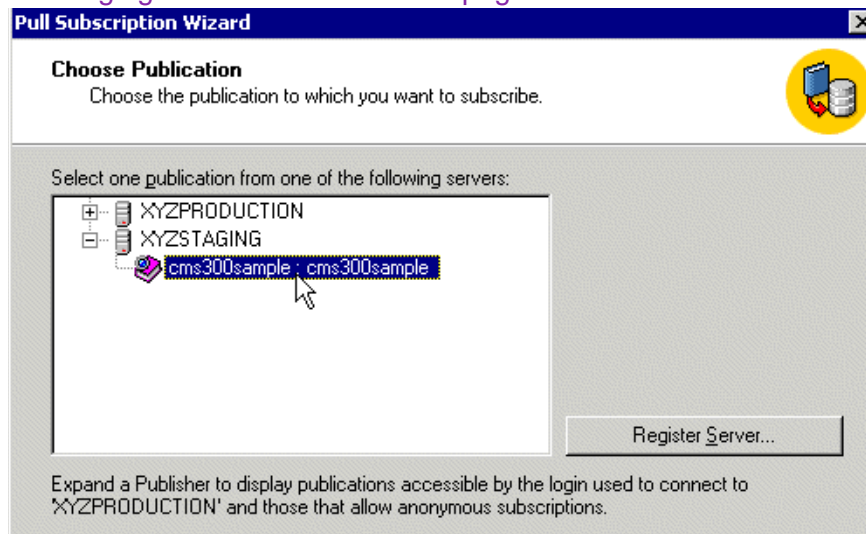 Pull Subscription Wizard
Choose Publication
Choose the publication to which you want to subscribe.
Select one publication from one of the following servers:
XYZPRODUCTION
XYZSTAGING
cms300sample : cms300sample
Register Server...
Expand a Publisher to display publications accessible by the login used to connect to
'XYZPRODUCTION' and those that allow anonymous subscriptions.